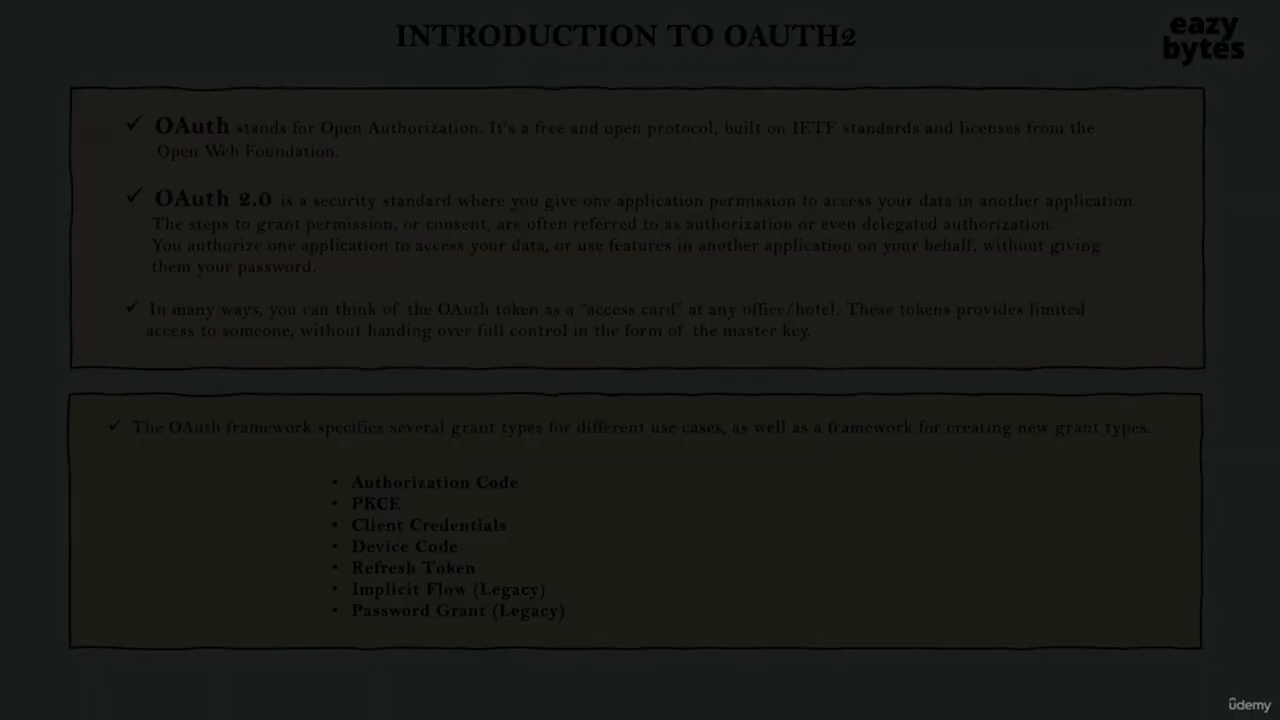 INTRODUCTION TO OAUTH2
eazy
bytes
✓ OAuth stands for Open Authorization. It's a free and open protocol, built on IETF standards and licenses from the
Open Web Foundation.
✓ OAuth 2.0 is a security standard where you give one application permission to access your data in another application.
The steps to grant permission, or consent, are often referred to as authorization or even delegated authorization.
You authorize one application to access your data, or use features in another application on your behalf, without giving
them your password.
✓ In many ways, you can think of the OAuth token as a "access card" at any office/hotel. These tokens provides limited
access to someone, without handing over full control in the form of the master key.
✓ The OAuth framework specifies several grant types for different use cases, as well as a framework for creating new grant types.
• Authorization Code
• PKCE
• Client Credentials
• Device Code
• Refresh Token
• Implicit Flow (Legacy)
• Password Grant (Legacy)
ûdemy